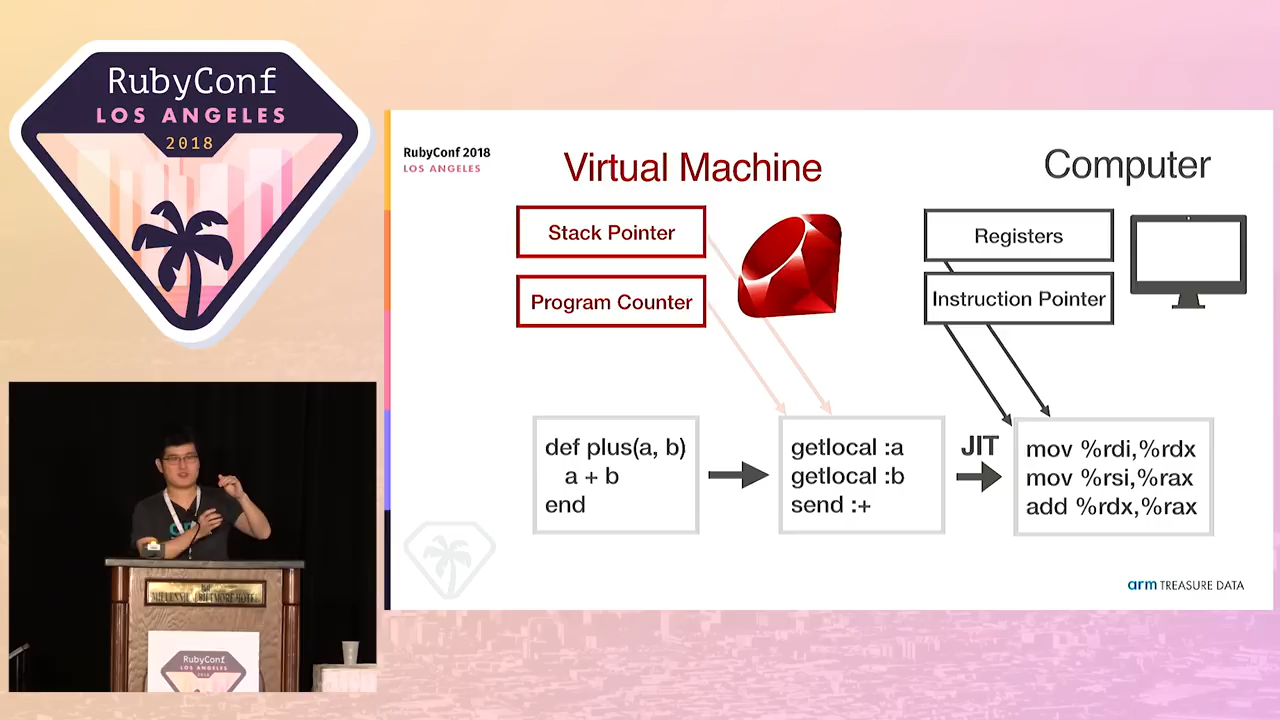 RubyConf
LOS ANGELES
2018
RubyConf 2018
LOS ANGELES
Virtual Machine
Computer
Stack Pointer
Program Counter
Registers
Instruction Pointer
def plus(a, b)
a + b
end
getlocal :a
getlocal :b
send :+
JIT
mov %rdi,%rdx
mov %rsi,%rax
add %rdx,%rax
arm TREASURE DATA
RubyConf
LOS ANGELES